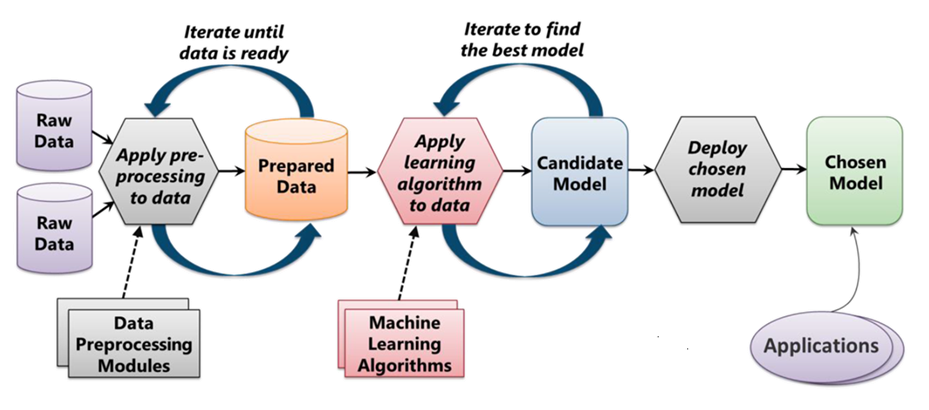 Iterate until
data is ready
Iterate to find
the best model
Raw
Data
Raw
Data
Apply pre-
processing
to data
Prepared
Data
Apply
learning
algorithm
to data
Candidate
Model
Deploy
chosen
model
Chosen
Model
Data
Preprocessing
Modules
Machine
Learning
Algorithms
Applications